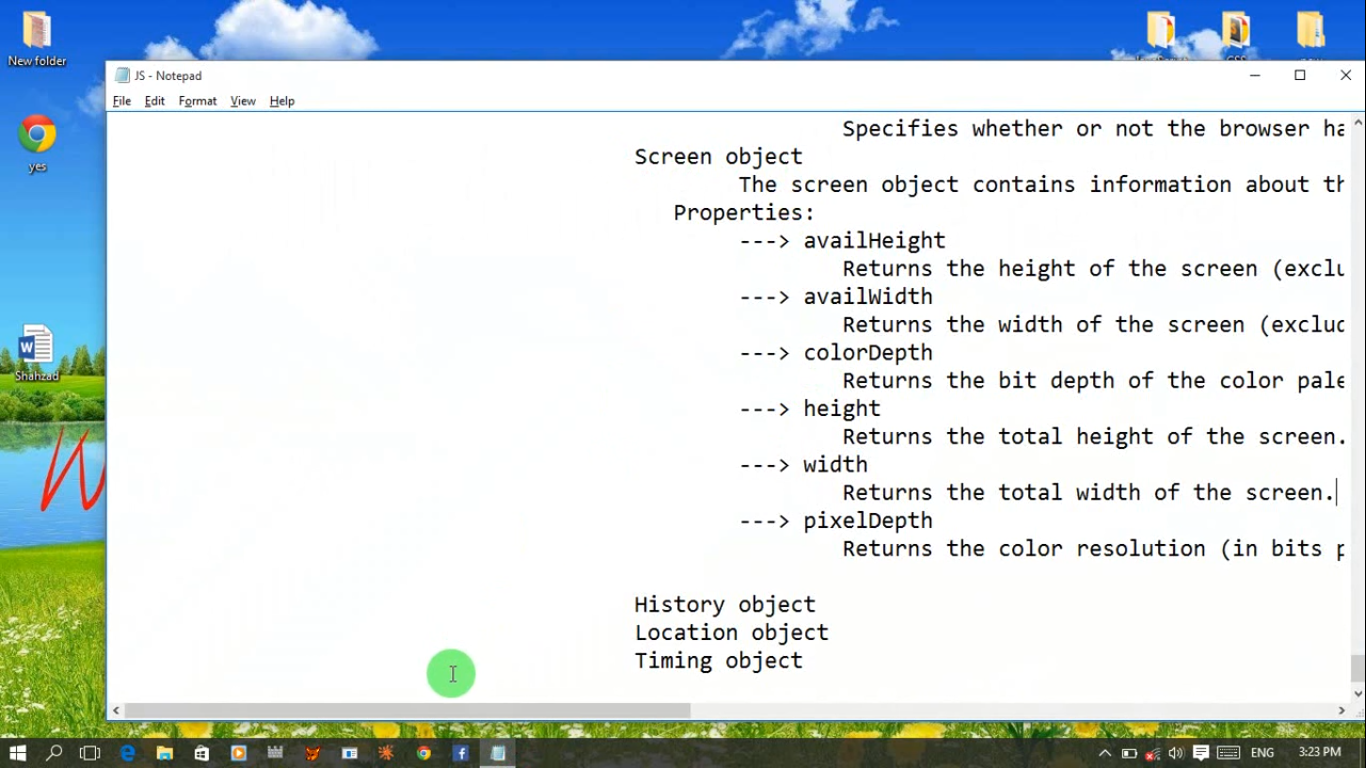 New folder
JS - Notepad
File Edit Format View Help
yes
Specifies whether or not the browser ha
Screen object
The screen object contains information about th
Properties:
---> availHeight
Returns the height of the screen (exclu
---> availWidth
Returns the width of the screen (exclud
---> colorDepth
Returns the bit depth of the color pale
---> height
Returns the total height of the screen.
---> width
Returns the total width of the screen.
---> pixelDepth
Returns the color resolution (in bits p
Shahzad
History object
Location object
Timing object
ENG
3:23 PM